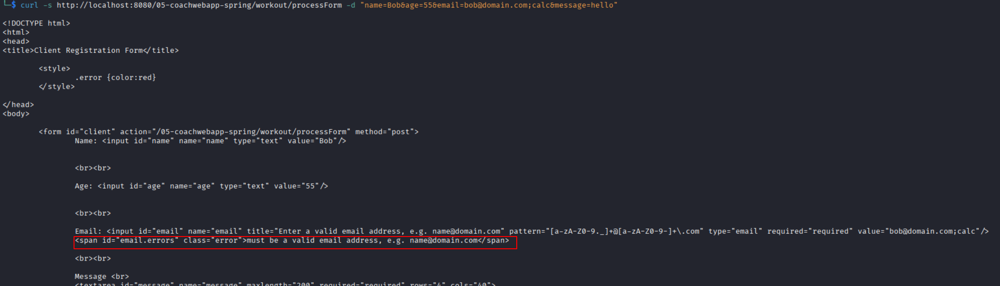 └─$ curl -s http://localhost:8080/05-coachwebapp-spring/workout/processForm -d "name=Bob&age=55&email=bob@domain.com;calc&message=hello"
<!DOCTYPE html>
<html>
<head>
<title>Client Registration Form</title>
<style>
.error {color:red}
</style>
</head>
<body>
<form id="client" action="/05-coachwebapp-spring/workout/processForm" method="post">
Name: <input id="name" name="name" type="text" value="Bob"/>
<br><br>
Age: <input id="age" name="age" type="text" value="55"/>
<br><br>
Email: <input id="email" name="email" title="Enter a valid email address, e.g. name@domain.com" pattern="[a-zA-Z0-9._]+@[a-zA-Z0-9-]+\.com" type="email" required="required" value="bob@domain.com;calc"/>
<span id="email.errors" class="error">must be a valid email address, e.g. name@domain.com</span>
<br><br>
Message <br>
<textarea id="message" name="message" maxlength="200" required="required" rows="4" cols="40">